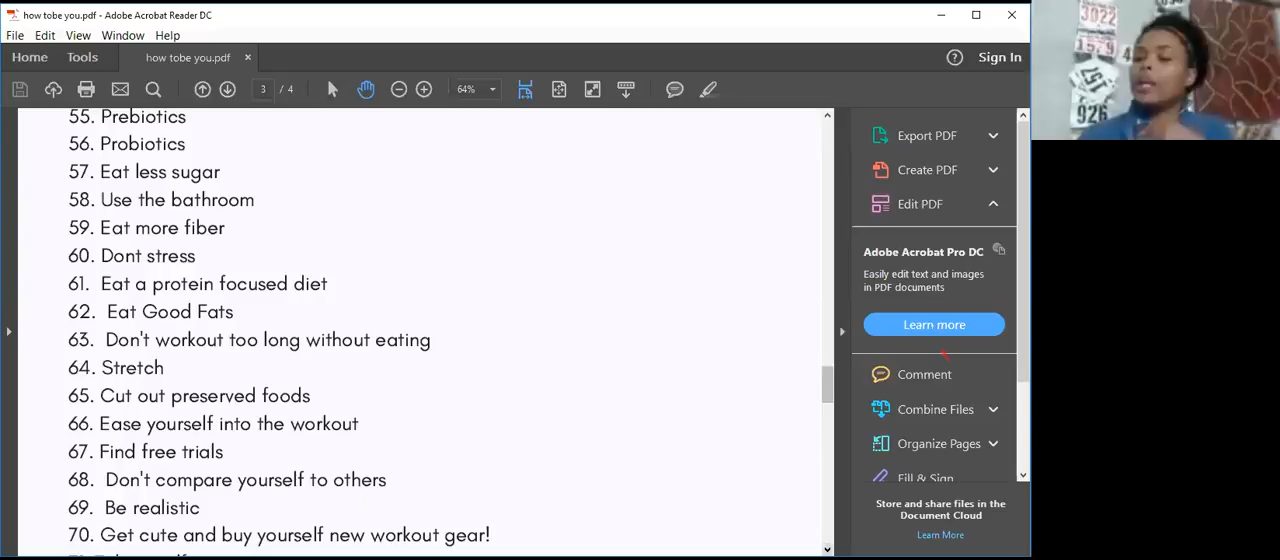 how tobe you.pdf - Adobe Acrobat Reader DC
File Edit View Window Help
Home Tools how tobe you.pdf × ? Sign In
3 / 4 64%
55. Prebiotics
56. Probiotics
57. Eat less sugar
58. Use the bathroom
59. Eat more fiber
60. Dont stress
61. Eat a protein focused diet
62. Eat Good Fats
63. Don't workout too long without eating
64. Stretch
65. Cut out preserved foods
66. Ease yourself into the workout
67. Find free trials
68. Don't compare yourself to others
69. Be realistic
70. Get cute and buy yourself new workout gear!
Export PDF
Create PDF
Edit PDF
Adobe Acrobat Pro DC
Easily edit text and images
in PDF documents
Learn more
Comment
Combine Files
Organize Pages
Fill & Sign
Store and share files in the
Document Cloud
Learn More
3022
926